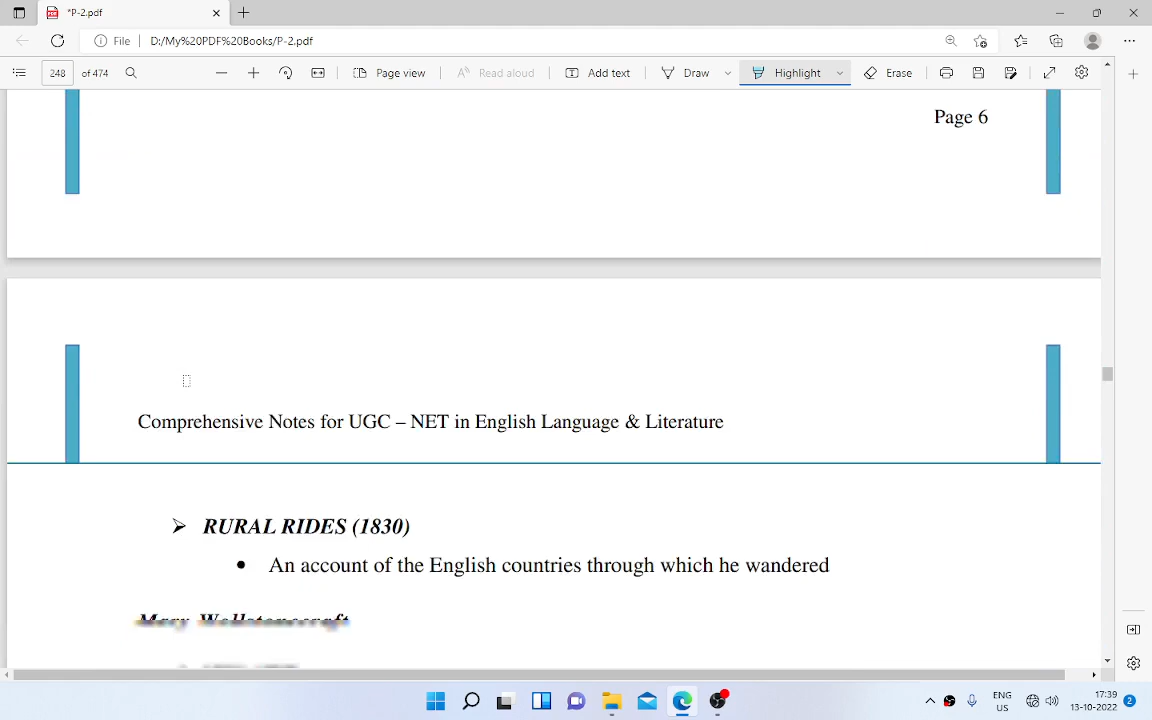 *P-2.pdf
File
D:/My%20PDF%20Books/P-2.pdf
248 of 474
Page view
Read aloud
Add text
Draw
Highlight
Erase
Page 6
Comprehensive Notes for UGC – NET in English Language & Literature
RURAL RIDES (1830)
An account of the English countries through which he wandered
Mary Wollstonecraft
ENG
US
17:39
13-10-2022
2